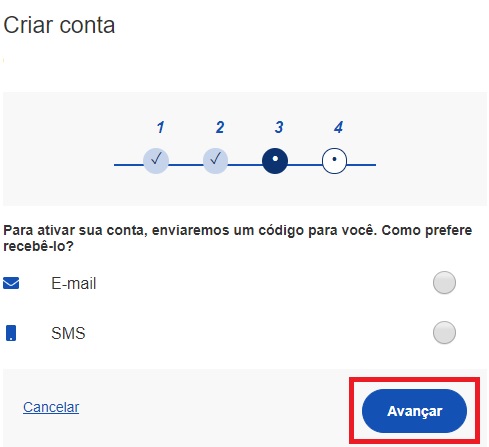 Criar conta
1 2 3 4
Para ativar sua conta, enviaremos um código para você. Como prefere
recebê-lo?
E-mail
SMS
Cancelar
Avançar